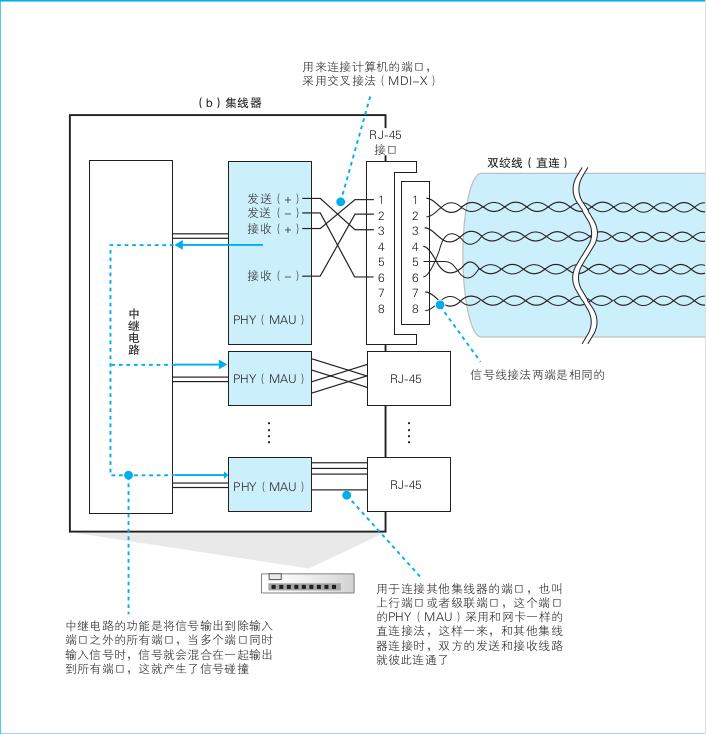 用来连接计算机的端口，
采用交叉接法（MDI-X）
（b）集线器
RJ-45
接口
双绞线（直连）
发送（+）
发送（-）
接收（+）
接收（-）
PHY（MAU）
1
2
3
4
5
6
7
8
1
2
3
4
5
6
7
8
中继电路
信号线接法两端是相同的
PHY（MAU）
RJ-45
PHY（MAU）
RJ-45
中继电路的功能是将信号输出到除输入
端口之外的所有端口，当多个端口同时
输入信号时，信号就会混合在一起输出
到所有端口，这就产生了信号碰撞
用于连接其他集线器的端口，也叫
上行端口或者级联端口，这个端口
的PHY（MAU）采用和网卡一样的
直连接法，这样一来，和其他集线
器连接时，双方的发送和接收线路
就彼此连通了